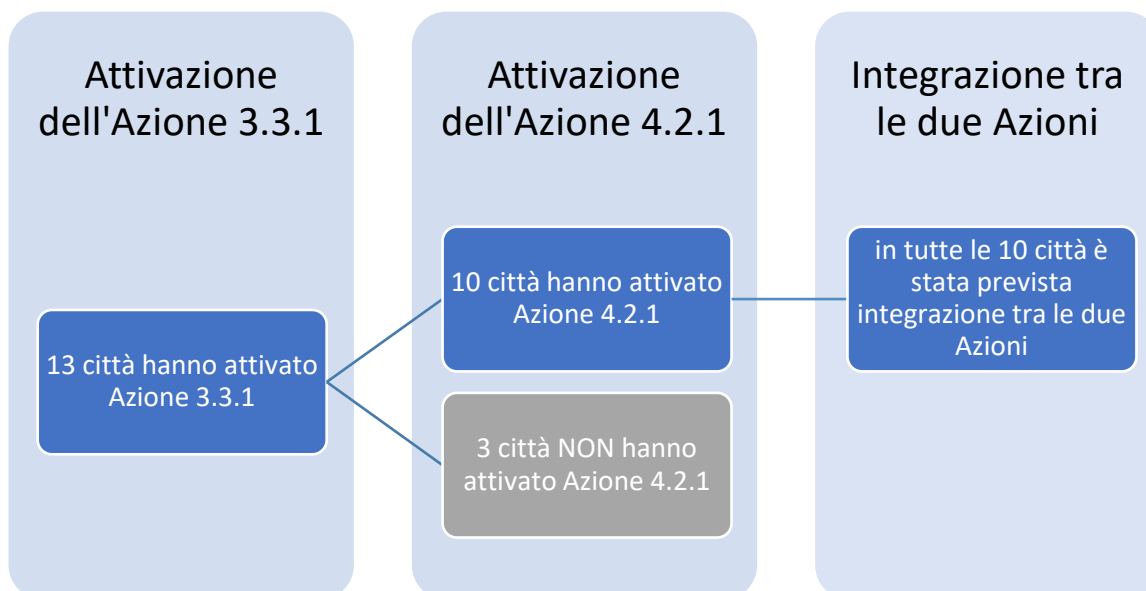 Attivazione
dell'Azione 3.3.1
Attivazione
dell'Azione 4.2.1
Integrazione tra
le due Azioni
13 città hanno attivato
Azione 3.3.1
10 città hanno attivato
Azione 4.2.1
3 città NON hanno
attivato Azione 4.2.1
in tutte le 10 città è
stata prevista
integrazione tra le due
Azioni